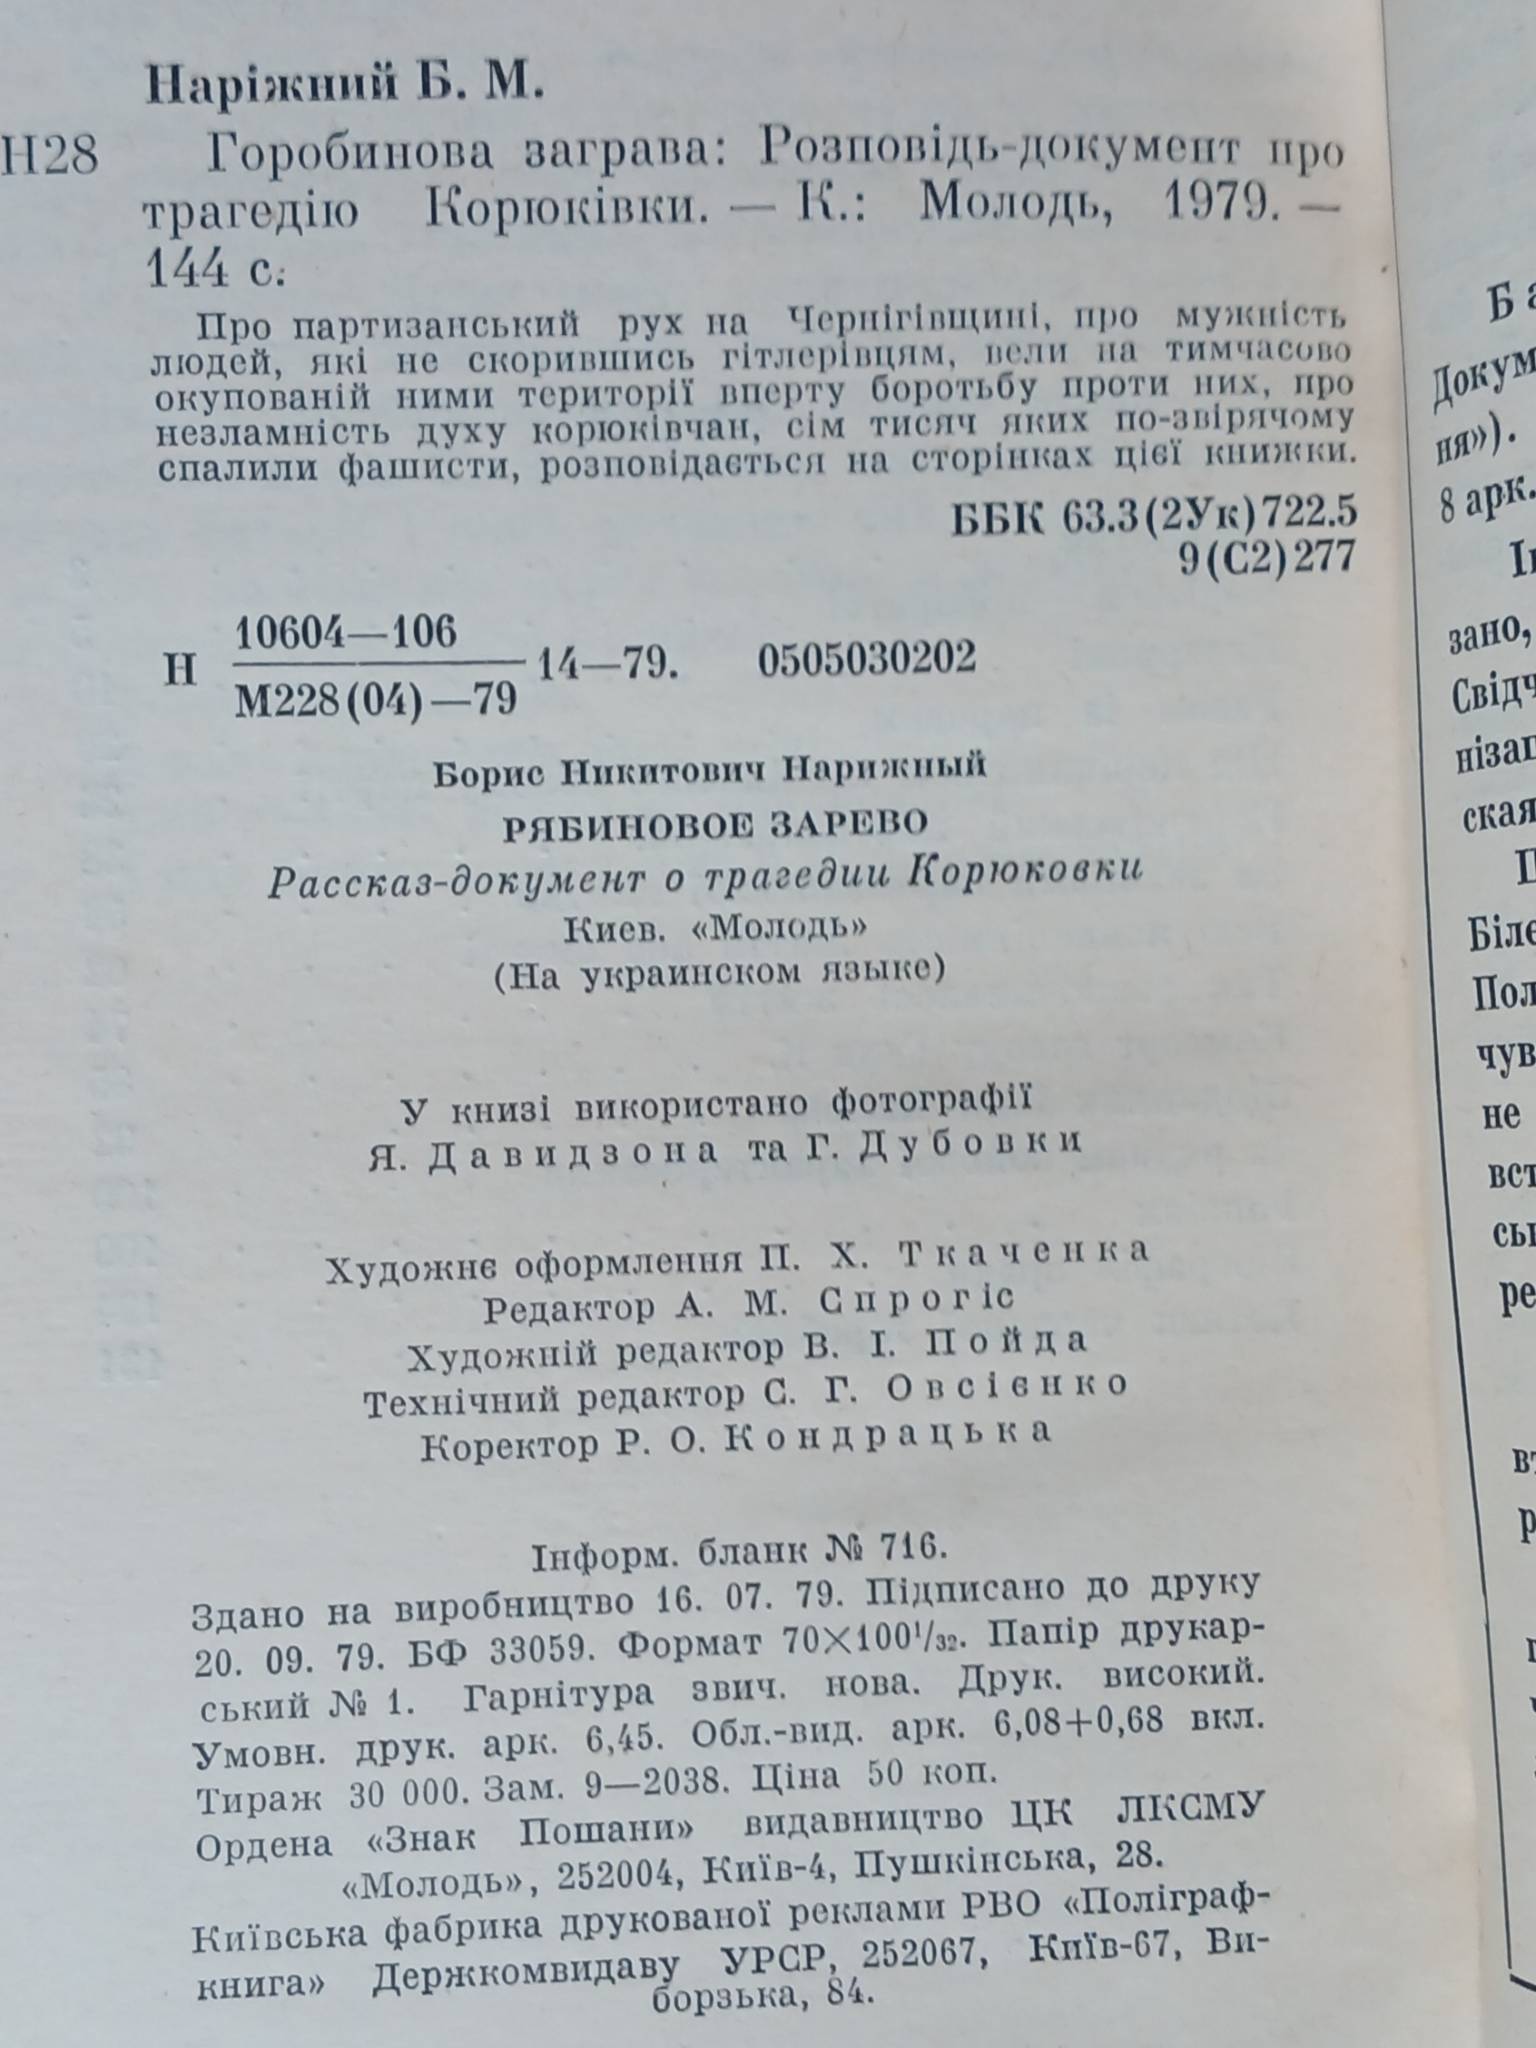 Наріжний Б. М.
Н28 Горобинова заграва: Розповідь-документ про
трагедію Корюківки. — К.: Молодь, 1979. —
144 с.
Про партизанський рух на Чернігівщині, про мужність
людей, які не скорившись гітлерівцям, вели на тимчасово
окупованій ними території вперту боротьбу проти них, про
незламність духу корюківчан, сім тисяч яких по-звірячому
спалили фашисти, розповідається на сторінках цієї книжки.
ББК 63.3(2Ук)722.5
9(С2)277
10604—106
Н 14—79. 0505030202
М228(04)—79
Борис Никитович Нарижный
РЯБИНОВОЕ ЗАРЕВО
Рассказ-документ о трагедии Корюковки
Киев. «Молодь»
(На украинском языке)
У книзі використано фотографії
Я. Давидзона та Г. Дубовки
Художнє оформлення П. Х. Ткаченка
Редактор А. М. Спрогіс
Художній редактор В. І. Пойда
Технічний редактор С. Г. Овсієнко
Коректор Р. О. Кондрацька
Інформ. бланк № 716.
Здано на виробництво 16. 07. 79. Підписано до друку
20. 09. 79. БФ 33059. Формат 70×100¹/₃₂. Папір друкар-
ський № 1. Гарнітура звич. нова. Друк. високий.
Умовн. друк. арк. 6,45. Обл.-вид. арк. 6,08+0,68 вкл.
Тираж 30 000. Зам. 9—2038. Ціна 50 коп.
Ордена «Знак Пошани» видавництво ЦК ЛКСМУ
«Молодь», 252004, Київ-4, Пушкінська, 28.
Київська фабрика друкованої реклами РВО «Поліграф-
книга» Держкомвидаву УРСР, 252067, Київ-67, Ви-
борзька, 84.
Докум
ня»).
8 арк.
зано,
Свідч
ская
Біле
Пол
чув
не
вст
ре